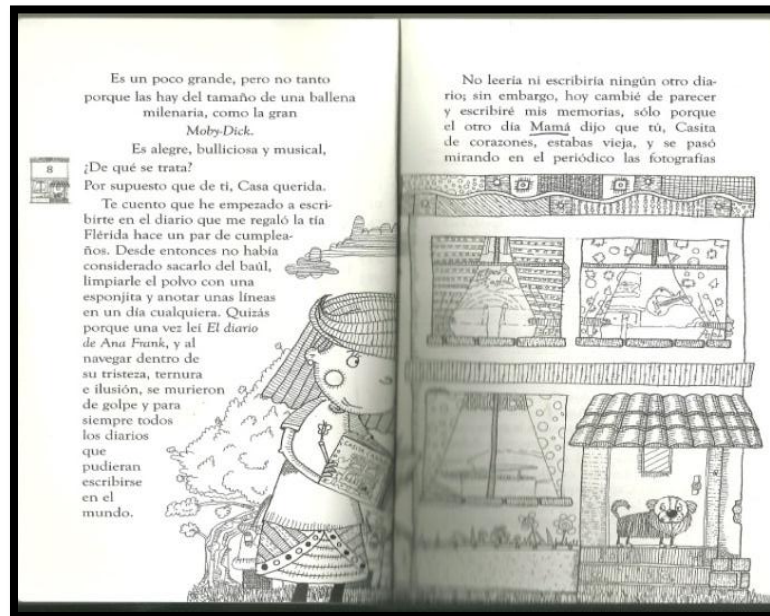 Es un poco grande, pero no tanto
porque las hay del tamaño de una ballena
milenaria, como la gran
Moby-Dick.
Es alegre, bulliciosa y musical,
¿De qué se trata?
Por supuesto que de ti, Casa querida.
Te cuento que he empezado a escri-
birte en el diario que me regaló la tía
Flérida hace un par de cumplea-
ños. Desde entonces no había
considerado sacarlo del baúl,
limpiarle el polvo con una
esponjita y anotar unas líneas
en un día cualquiera. Quizás
porque una vez leí El diario
de Ana Frank, y al
navegar dentro de
su tristeza, ternura
e ilusión, se murieron
de golpe y para
siempre todos
los diarios
que
pudieran
escribirse
en el
mundo.
8
No leería ni escribiría ningún otro dia-
rio; sin embargo, hoy cambié de parecer
y escribiré mis memorias, sólo porque
el otro día Mamá dijo que tú, Casita
de corazones, estabas vieja, y se pasó
mirando en el periódico las fotografías